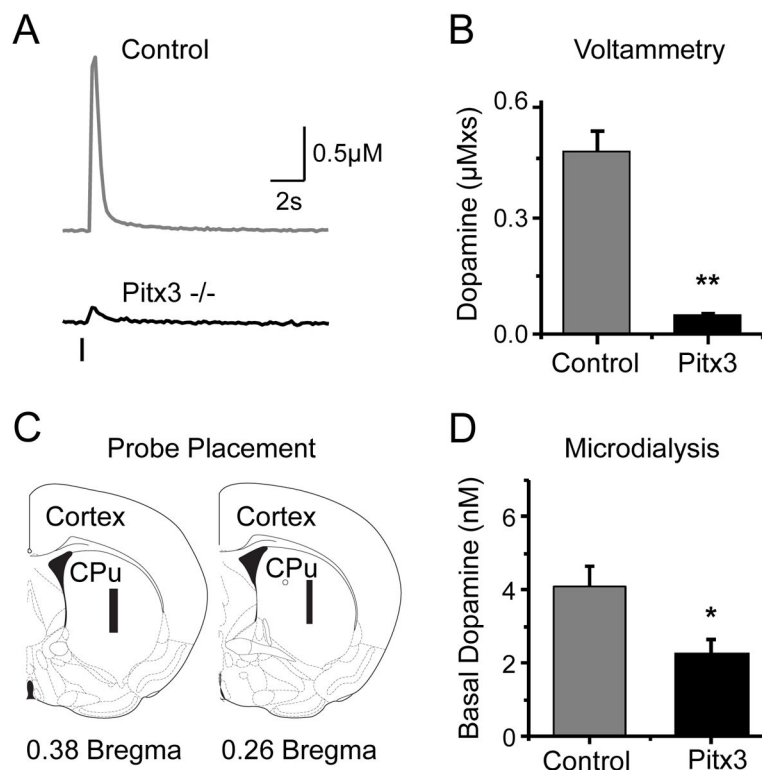 A
Control
0.5µM
2s
Pitx3 -/-
B
Voltammetry
Dopamine (µMxs)
0.6
0.3
0.0
**
Control
Pitx3
C
Probe Placement
Cortex
CPu
0.38 Bregma
Cortex
CPu
0.26 Bregma
D
Microdialysis
Basal Dopamine (nM)
6
4
2
0
*
Control
Pitx3